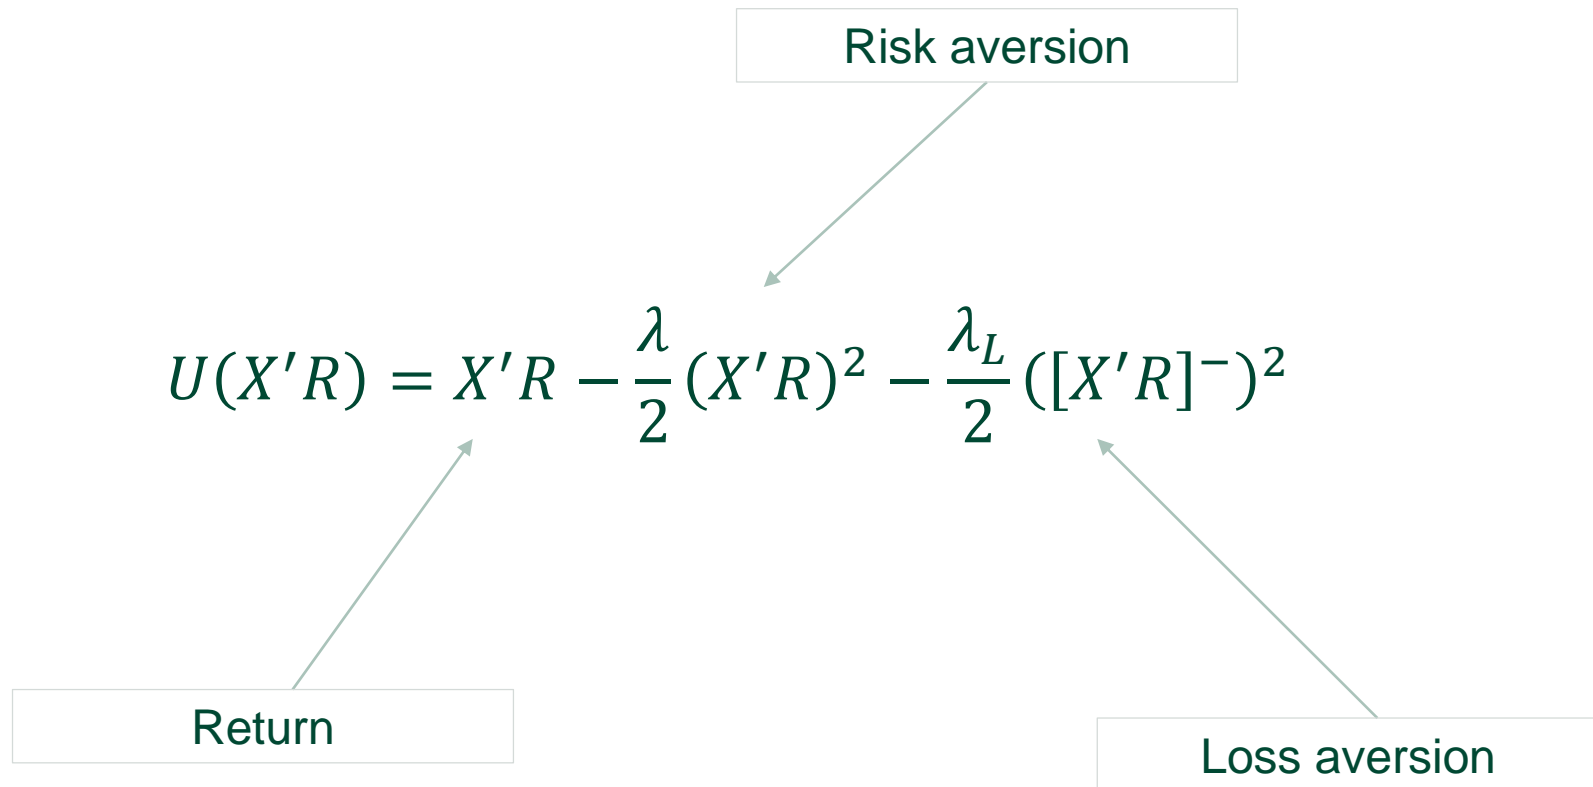 Risk aversion
U(X′R) = X′R − λ/2 (X′R)² − λ_L/2 ([X′R]⁻)²
Return
Loss aversion